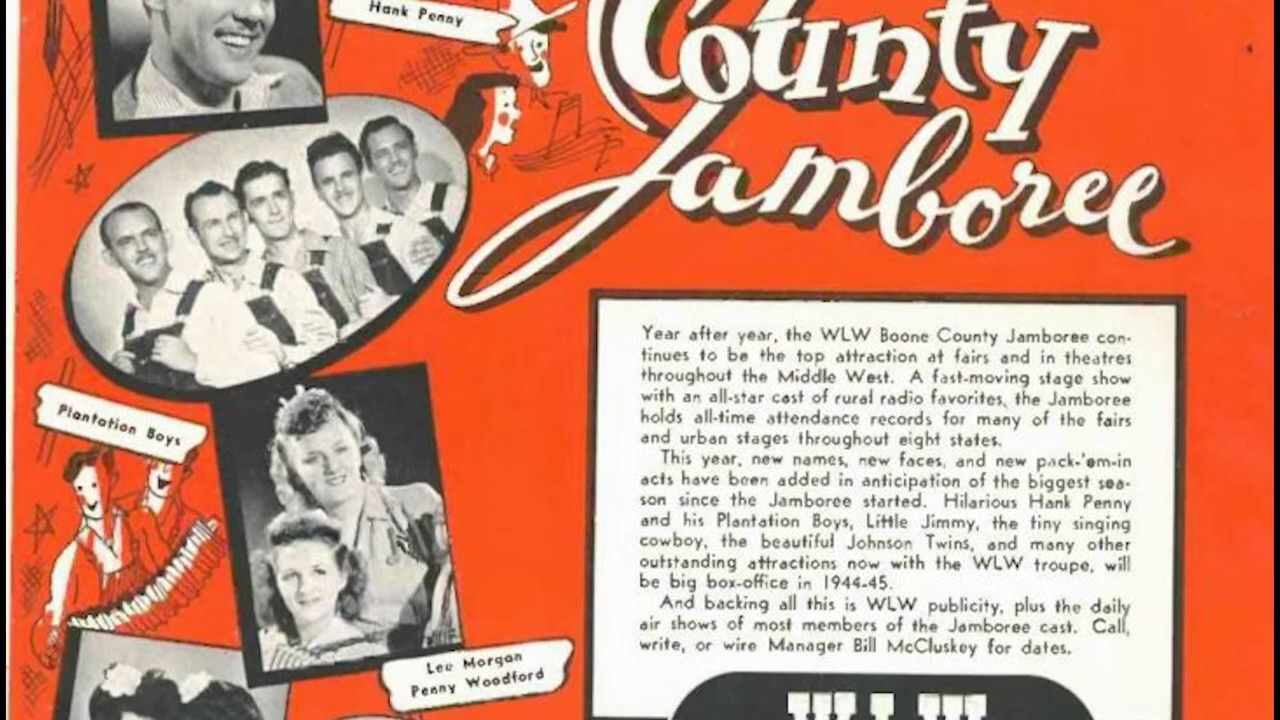 Hank Penny
County
Jamboree
Plantation Boys
Year after year, the WLW Boone County Jamboree con-
tinues to be the top attraction at fairs and in theatres
throughout the Middle West. A fast-moving stage show
with an all-star cast of rural radio favorites, the Jamboree
holds all-time attendance records for many of the fairs
and urban stages throughout eight states.
This year, new names, new faces, and new pack-'em-in
acts have been added in anticipation of the biggest sea-
son since the Jamboree started. Hilarious Hank Penny
and his Plantation Boys, Little Jimmy, the tiny singing
cowboy, the beautiful Johnson Twins, and many other
outstanding attractions now with the WLW troupe, will
be big box-office in 1944-45.
And backing all this is WLW publicity, plus the daily
air shows of most members of the Jamboree cast. Call,
write, or wire Manager Bill McCluskey for dates.
Lee Morgan
Penny Woodford
WLW